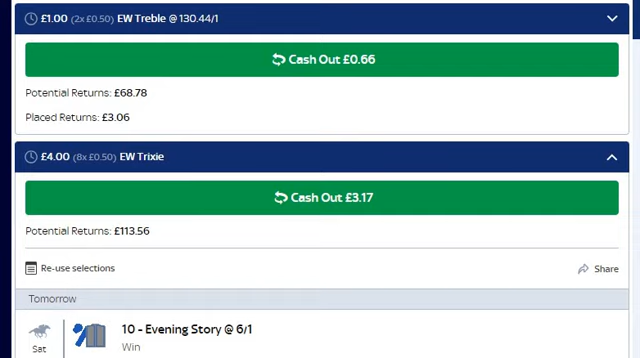 £1.00 (2x £0.50) EW Treble @ 130.44/1
Cash Out £0.66
Potential Returns: £68.78
Placed Returns: £3.06
£4.00 (8x £0.50) EW Trixie
Cash Out £3.17
Potential Returns: £113.56
Re-use selections Share
Tomorrow
10 - Evening Story @ 6/1
Sat Win